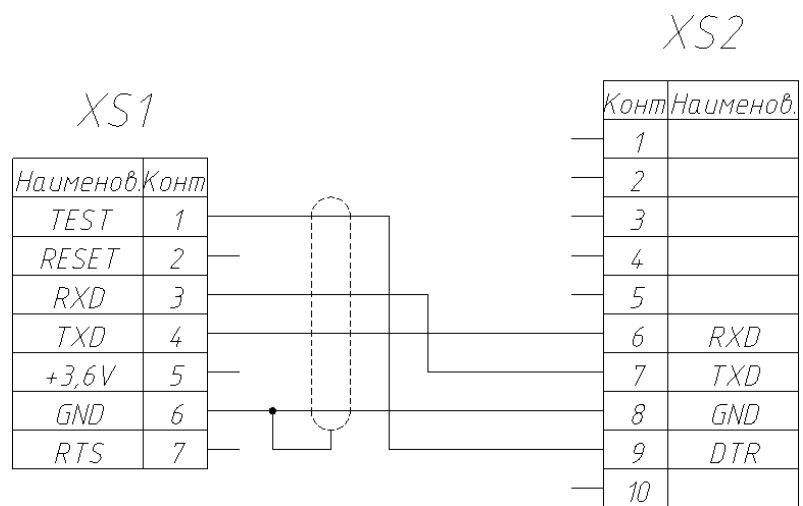 XS1
Наименов. Конт
TEST 1
RESET 2
RXD 3
TXD 4
+3,6V 5
GND 6
RTS 7
XS2
Конт Наименов.
1
2
3
4
5
6 RXD
7 TXD
8 GND
9 DTR
10